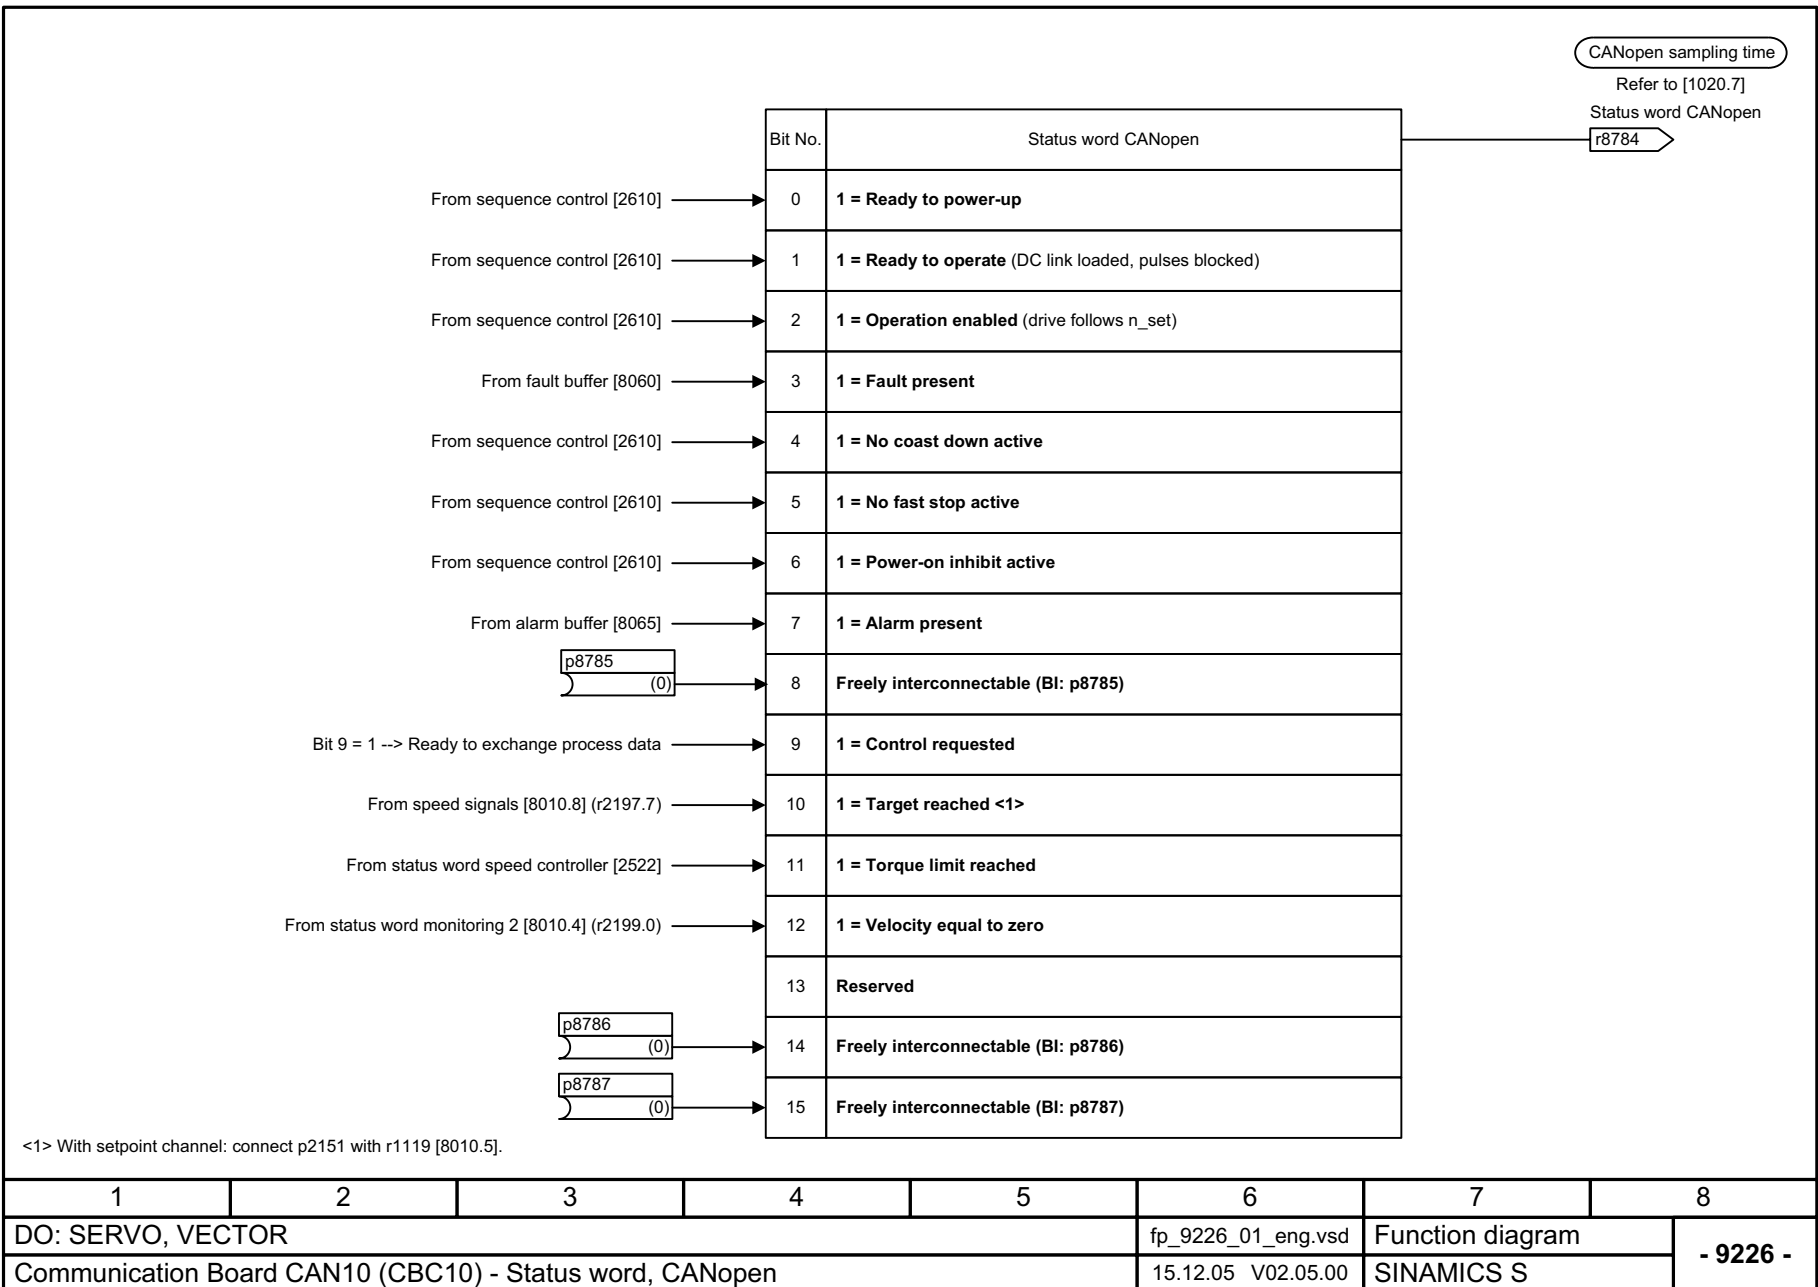 CANopen sampling time
Refer to [1020.7]
Status word CANopen
r8784
Bit No. Status word CANopen
From sequence control [2610] 0 1 = Ready to power-up
From sequence control [2610] 1 1 = Ready to operate (DC link loaded, pulses blocked)
From sequence control [2610] 2 1 = Operation enabled (drive follows n_set)
From fault buffer [8060] 3 1 = Fault present
From sequence control [2610] 4 1 = No coast down active
From sequence control [2610] 5 1 = No fast stop active
From sequence control [2610] 6 1 = Power-on inhibit active
From alarm buffer [8065] 7 1 = Alarm present
p8785
(0) 8 Freely interconnectable (BI: p8785)
Bit 9 = 1 --> Ready to exchange process data 9 1 = Control requested
From speed signals [8010.8] (r2197.7) 10 1 = Target reached <1>
From status word speed controller [2522] 11 1 = Torque limit reached
From status word monitoring 2 [8010.4] (r2199.0) 12 1 = Velocity equal to zero
13 Reserved
p8786
(0) 14 Freely interconnectable (BI: p8786)
p8787
(0) 15 Freely interconnectable (BI: p8787)
<1> With setpoint channel: connect p2151 with r1119 [8010.5].
1 2 3 4 5 6 7 8
DO: SERVO, VECTOR fp_9226_01_eng.vsd Function diagram
- 9226 -
Communication Board CAN10 (CBC10) - Status word, CANopen 15.12.05 V02.05.00 SINAMICS S